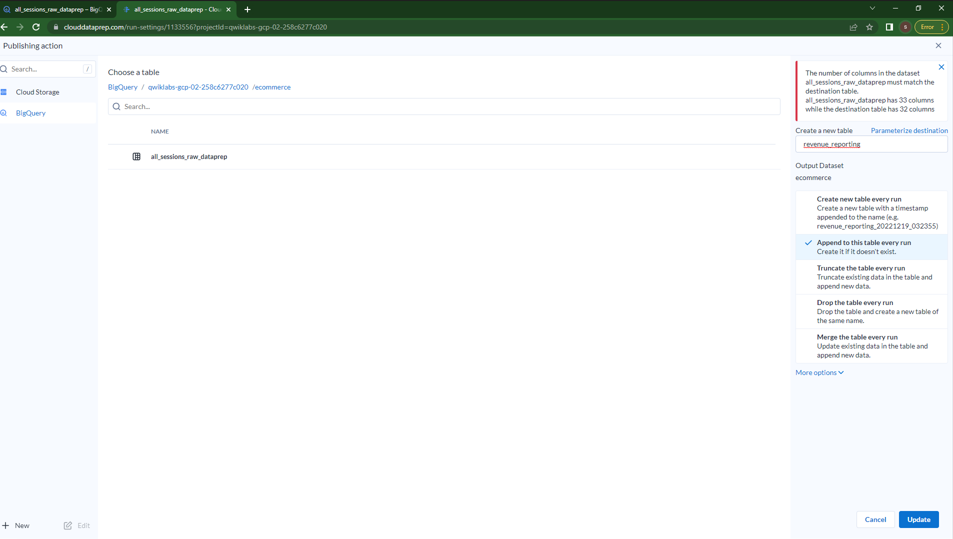 all_sessions_raw_dataprep – BigQ
all_sessions_raw_dataprep - Clou
clouddataprep.com/run-settings/1133556?projectId=qwiklabs-gcp-02-258c6277c020
Error
Publishing action
Search...
/
Cloud Storage
BigQuery
New
Edit
Choose a table
BigQuery / qwiklabs-gcp-02-258c6277c020 /ecommerce
Search...
NAME
all_sessions_raw_dataprep
The number of columns in the dataset
all_sessions_raw_dataprep must match the
destination table.
all_sessions_raw_dataprep has 33 columns
while the destination table has 32 columns
Create a new table Parameterize destination
revenue_reporting
Output Dataset
ecommerce
Create new table every run
Create a new table with a timestamp
appended to the name (e.g.
revenue_reporting_20221219_032355)
Append to this table every run
Create it if it doesn't exist.
Truncate the table every run
Truncate existing data in the table and
append new data.
Drop the table every run
Drop the table and create a new table of
the same name.
Merge the table every run
Update existing data in the table and
append new data.
More options
Cancel
Update